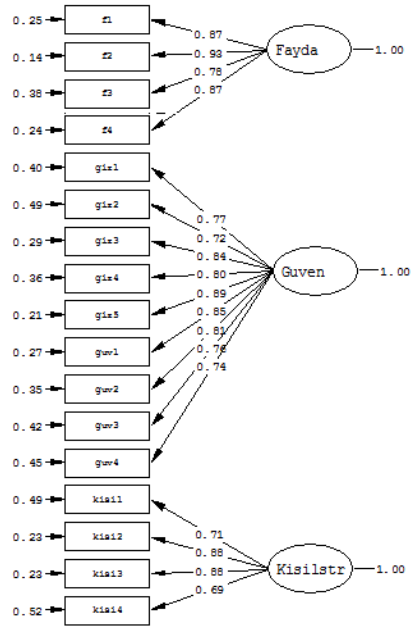 0.25 f1 0.87
0.14 f2 0.93 Fayda 1.00
0.38 f3 0.78
0.24 f4 0.87
0.40 giz1
0.49 giz2 0.77
0.29 giz3 0.72
0.84
0.36 giz4 0.80 Guven 1.00
0.21 giz5 0.89
0.27 guv1 0.85
0.81
0.35 guv2 0.76
0.74
0.42 guv3
0.45 guv4
0.49 kisi1
0.23 kisi2 0.71
0.88
0.23 kisi3 0.88 Kisilstr 1.00
0.52 kisi4 0.69